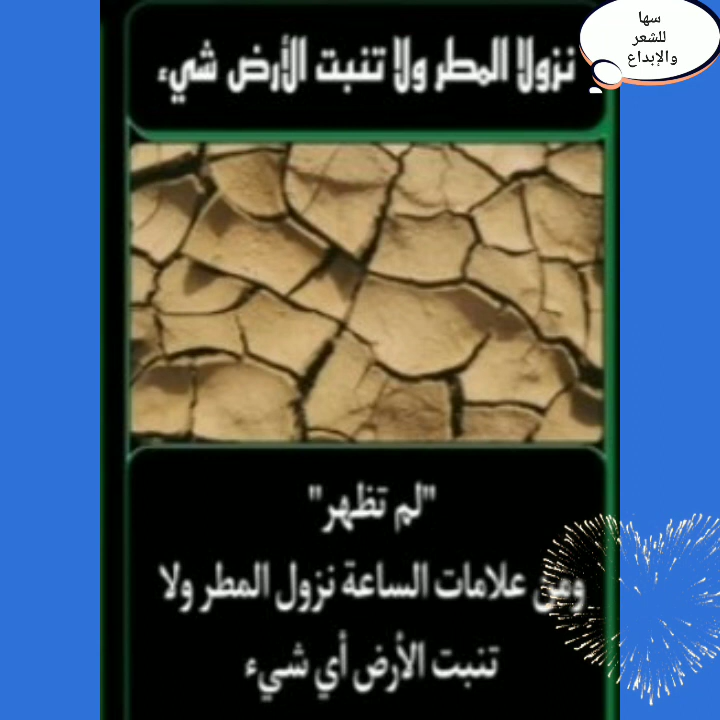 سها
للشعر
والإبداع
نزولا المطر ولا تنبت الأرض شيء
"لم تظهر"
ومن علامات الساعة نزول المطر ولا
تنبت الأرض أي شيء